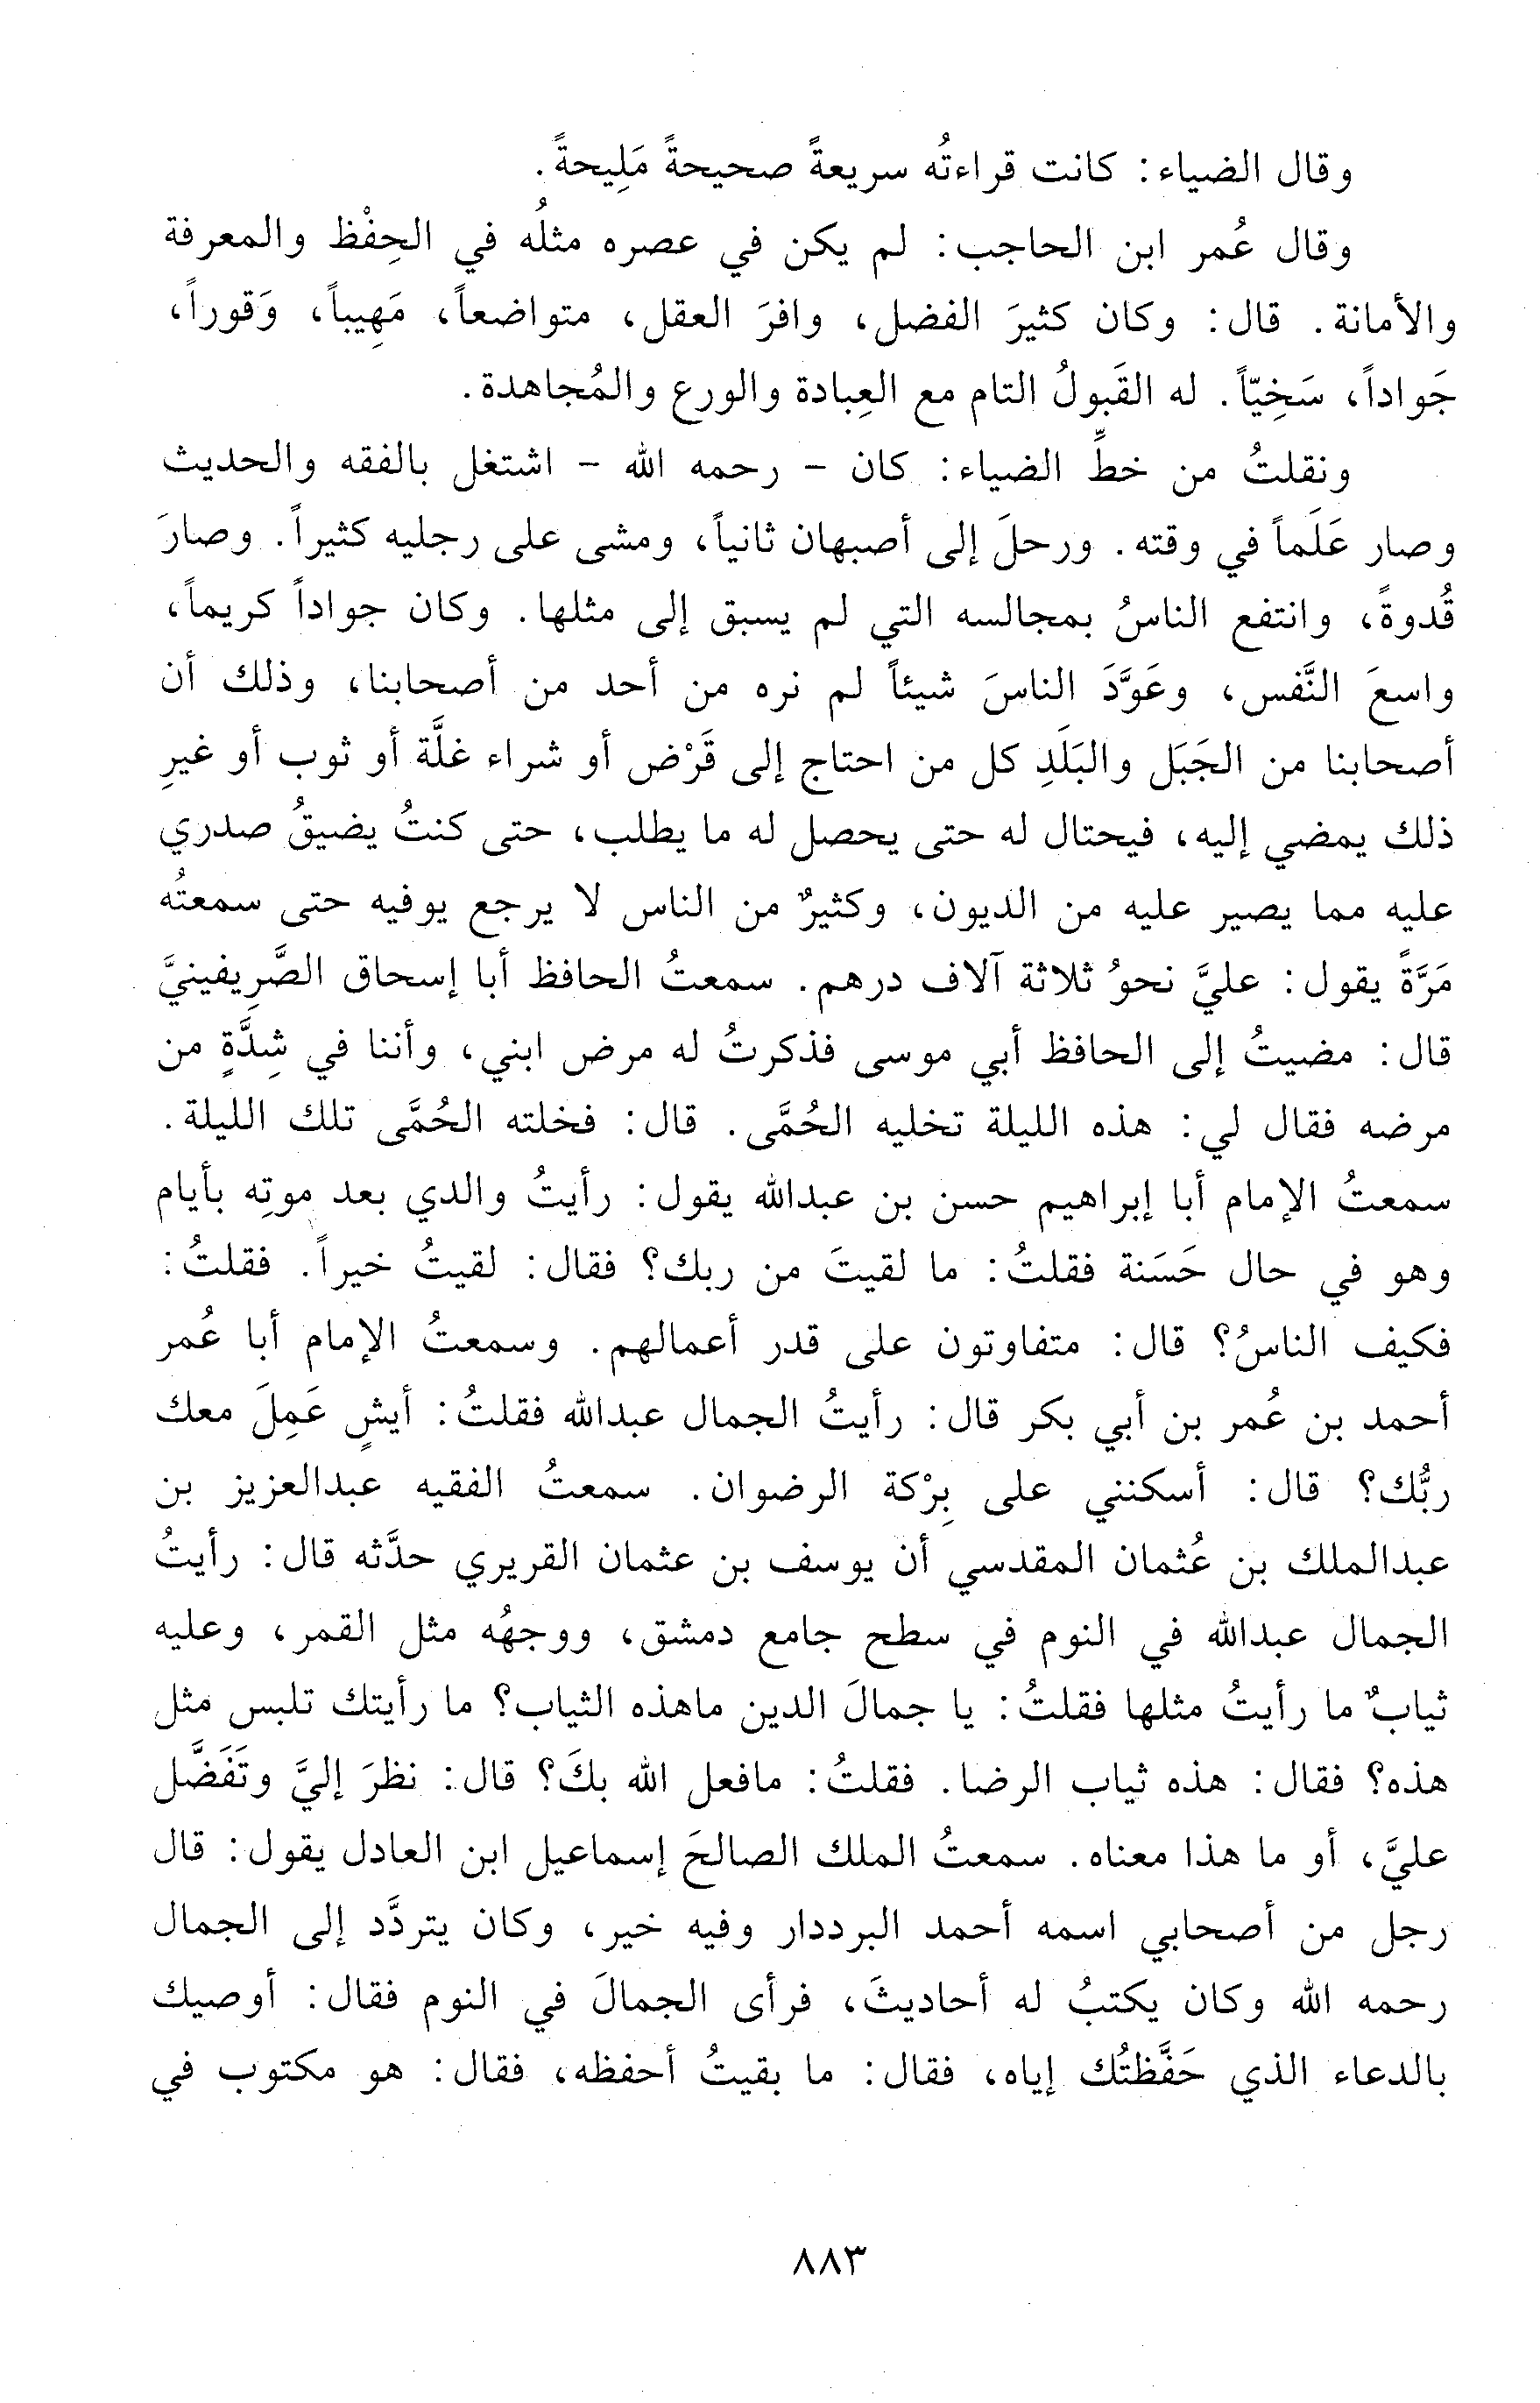 وقال الضياء: كانت قراءتُه سريعةً صحيحةً مَلِيحةً.
وقال عُمر ابن الحاجب: لم يكن في عصره مثلُه في الحِفْظ والمعرفة
والأمانة. قال: وكان كثيرَ الفضل، وافرَ العقل، متواضعاً، مَهِيباً، وَقوراً،
جَواداً، سَخِيّاً. له القَبولُ التام مع العِبادة والورع والمُجاهدة.
ونقلتُ من خطِّ الضياء: كان - رحمه الله - اشتغل بالفقه والحديث
وصار عَلَماً في وقته. ورحلَ إلى أصبهان ثانياً، ومشى على رجليه كثيراً. وصارَ
قُدوةً، وانتفع الناسُ بمجالسه التي لم يسبق إلى مثلها. وكان جواداً كريماً،
واسعَ النَّفس، وعَوَّدَ الناسَ شيئاً لم نره من أحد من أصحابنا، وذلك أن
أصحابنا من الجَبَل والبَلَدِ كل من احتاج إلى قَرْض أو شراء غلَّة أو ثوب أو غيرِ
ذلك يمضي إليه، فيحتال له حتى يحصل له ما يطلب، حتى كنتُ يضيقُ صدري
عليه مما يصير عليه من الديون، وكثيرٌ من الناس لا يرجع يوفيه حتى سمعتُه
مَرَّةً يقول: عليَّ نحوُ ثلاثة آلاف درهم. سمعتُ الحافظ أبا إسحاق الصَّرِيفينيَّ
قال: مضيتُ إلى الحافظ أبي موسى فذكرتُ له مرض ابني، وأننا في شِدَّةٍ من
مرضه فقال لي: هذه الليلة تخليه الحُمَّى. قال: فخلته الحُمَّى تلك الليلة.
سمعتُ الإمام أبا إبراهيم حسن بن عبدالله يقول: رأيتُ والدي بعد موتِه بأيام
وهو في حال حَسَنة فقلتُ: ما لقيتَ من ربك؟ فقال: لقيتُ خيراً. فقلتُ:
فكيف الناسُ؟ قال: متفاوتون على قدر أعمالهم. وسمعتُ الإمام أبا عُمر
أحمد بن عُمر بن أبي بكر قال: رأيتُ الجمال عبدالله فقلتُ: أيشٍ عَمِلَ معك
ربُّك؟ قال: أسكنني على بِرْكة الرضوان. سمعتُ الفقيه عبدالعزيز بن
عبدالملك بن عُثمان المقدسي أن يوسف بن عثمان القريري حدَّثه قال: رأيتُ
الجمال عبدالله في النوم في سطح جامع دمشق، ووجهُه مثل القمر، وعليه
ثيابٌ ما رأيتُ مثلها فقلتُ: يا جمالَ الدين ماهذه الثياب؟ ما رأيتك تلبس مثل
هذه؟ فقال: هذه ثياب الرضا. فقلتُ: مافعل الله بكَ؟ قال: نظرَ إليَّ وتَفَضَّل
عليَّ، أو ما هذا معناه. سمعتُ الملك الصالحَ إسماعيل ابن العادل يقول: قال
رجل من أصحابي اسمه أحمد البرددار وفيه خير، وكان يتردَّد إلى الجمال
رحمه الله وكان يكتبُ له أحاديثَ، فرأى الجمالَ في النوم فقال: أوصيك
بالدعاء الذي حَفَّظتُك إياه، فقال: ما بقيتُ أحفظه، فقال: هو مكتوب في
٨٨٣